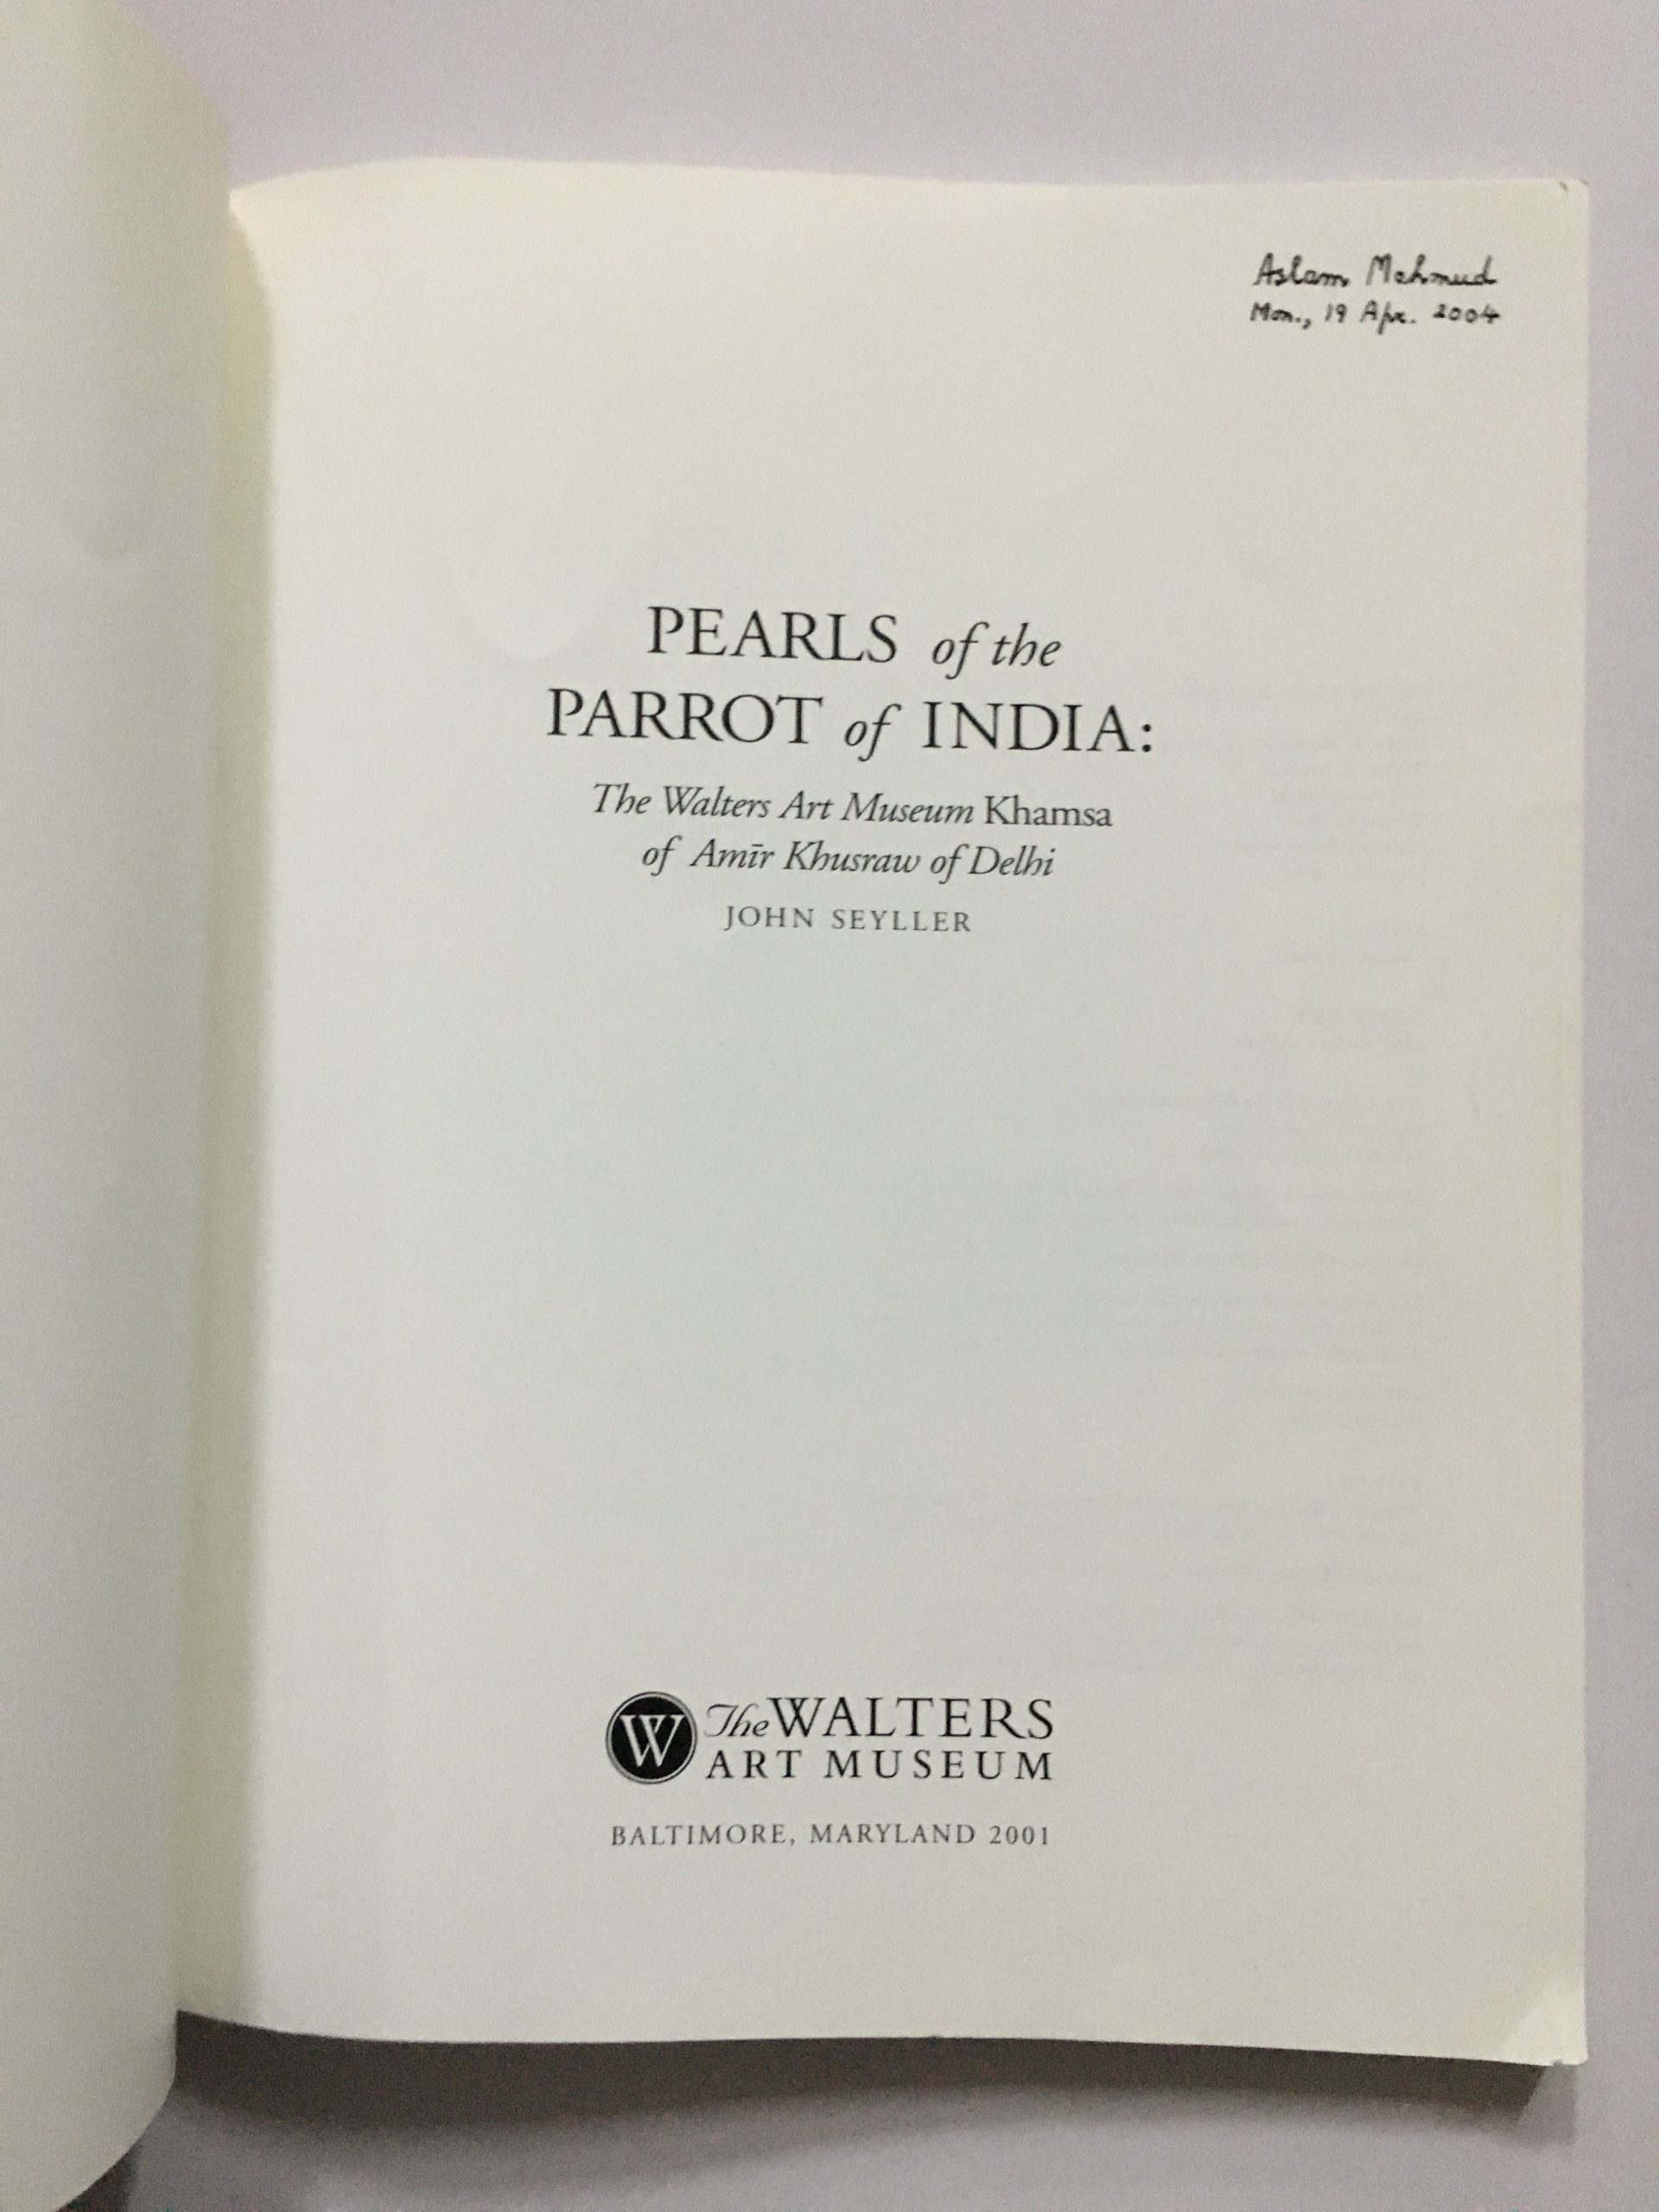 Aslam Mahmud
Mon., 19 Apr. 2004
PEARLS of the
PARROT of INDIA:
The Walters Art Museum Khamsa
of Amīr Khusraw of Delhi
JOHN SEYLLER
W The WALTERS
ART MUSEUM
BALTIMORE, MARYLAND 2001